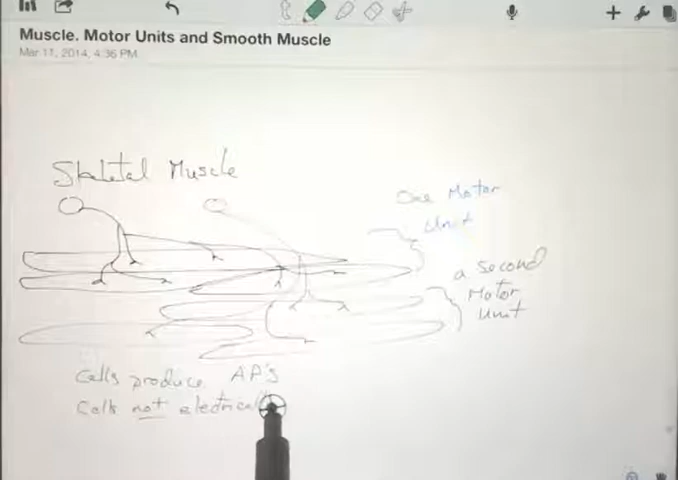 Muscle. Motor Units and Smooth Muscle
Mar 11, 2014, 4:36 PM
Skeletal Muscle
One Motor
Unit
a Second
Motor
Unit
Cells produce AP's
Cells not electrical